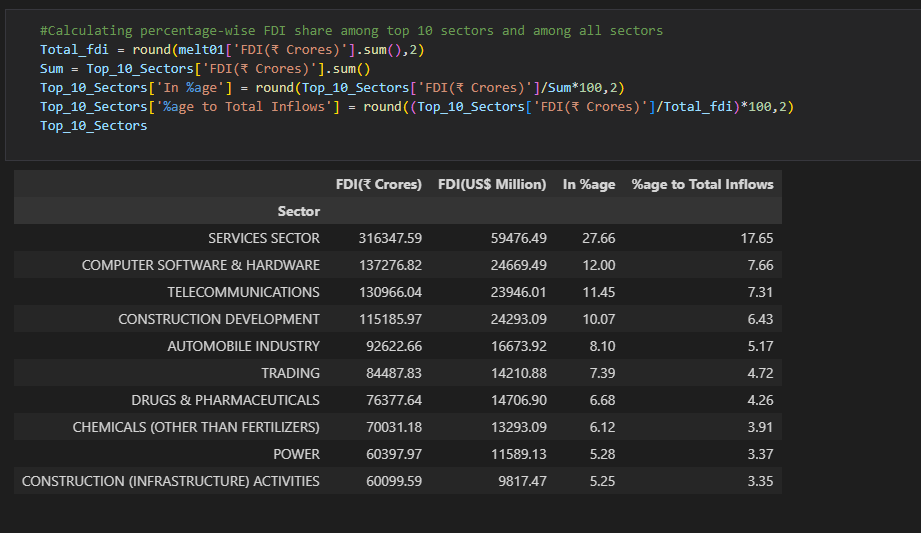 #Calculating percentage-wise FDI share among top 10 sectors and among all sectors
Total_fdi = round(melt01['FDI(₹ Crores)'].sum(),2)
Sum = Top_10_Sectors['FDI(₹ Crores)'].sum()
Top_10_Sectors['In %age'] = round(Top_10_Sectors['FDI(₹ Crores)']/Sum*100,2)
Top_10_Sectors['%age to Total Inflows'] = round((Top_10_Sectors['FDI(₹ Crores)']/Total_fdi)*100,2)
Top_10_Sectors
FDI(₹ Crores) FDI(US$ Million) In %age %age to Total Inflows
Sector
SERVICES SECTOR 316347.59 59476.49 27.66 17.65
COMPUTER SOFTWARE & HARDWARE 137276.82 24669.49 12.00 7.66
TELECOMMUNICATIONS 130966.04 23946.01 11.45 7.31
CONSTRUCTION DEVELOPMENT 115185.97 24293.09 10.07 6.43
AUTOMOBILE INDUSTRY 92622.66 16673.92 8.10 5.17
TRADING 84487.83 14210.88 7.39 4.72
DRUGS & PHARMACEUTICALS 76377.64 14706.90 6.68 4.26
CHEMICALS (OTHER THAN FERTILIZERS) 70031.18 13293.09 6.12 3.91
POWER 60397.97 11589.13 5.28 3.37
CONSTRUCTION (INFRASTRUCTURE) ACTIVITIES 60099.59 9817.47 5.25 3.35